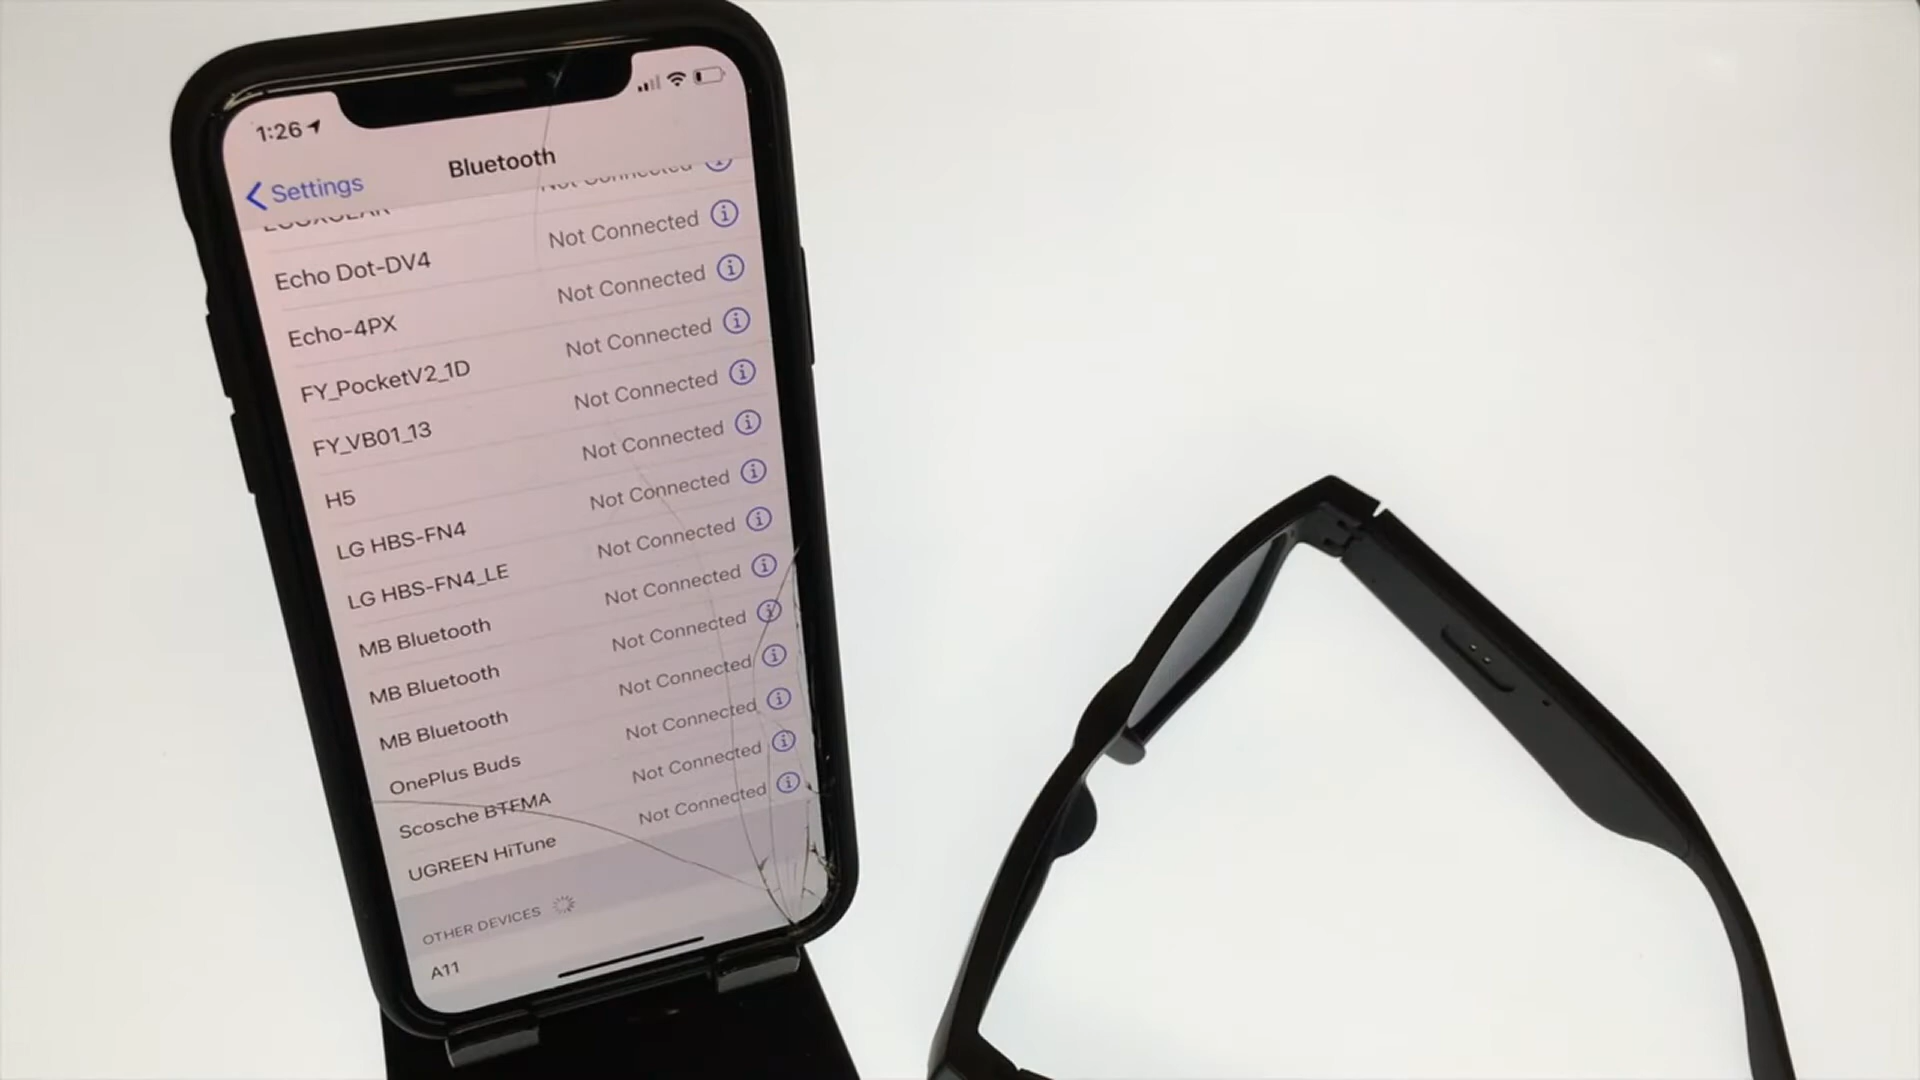 1:26
Settings
Bluetooth
Not Connected
Echo Dot-DV4 Not Connected
Echo-4PX Not Connected
FY_PocketV2_1D Not Connected
FY_VB01_13 Not Connected
H5 Not Connected
LG HBS-FN4 Not Connected
LG HBS-FN4_LE Not Connected
MB Bluetooth Not Connected
MB Bluetooth Not Connected
MB Bluetooth Not Connected
OnePlus Buds Not Connected
Scosche BTFMA Not Connected
UGREEN HiTune Not Connected
OTHER DEVICES
A11